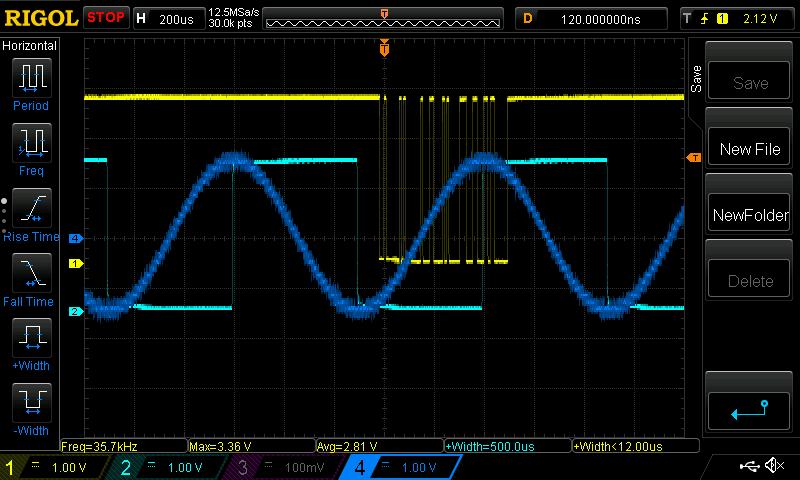 RIGOL STOP H 200us 12.5MSa/s 30.0k pts T D 120.000000ns T 1 2.12 V
Horizontal
Period
Freq
Rise Time
Fall Time
+Width
-Width
T
T
4
1
2
Save
Save
New File
NewFolder
Delete
Freq=35.7kHz Max=3.36 V Avg=2.81 V +Width=500.0us +Width<12.00us
1 1.00 V 2 1.00 V 3 100mV 4 1.00 V